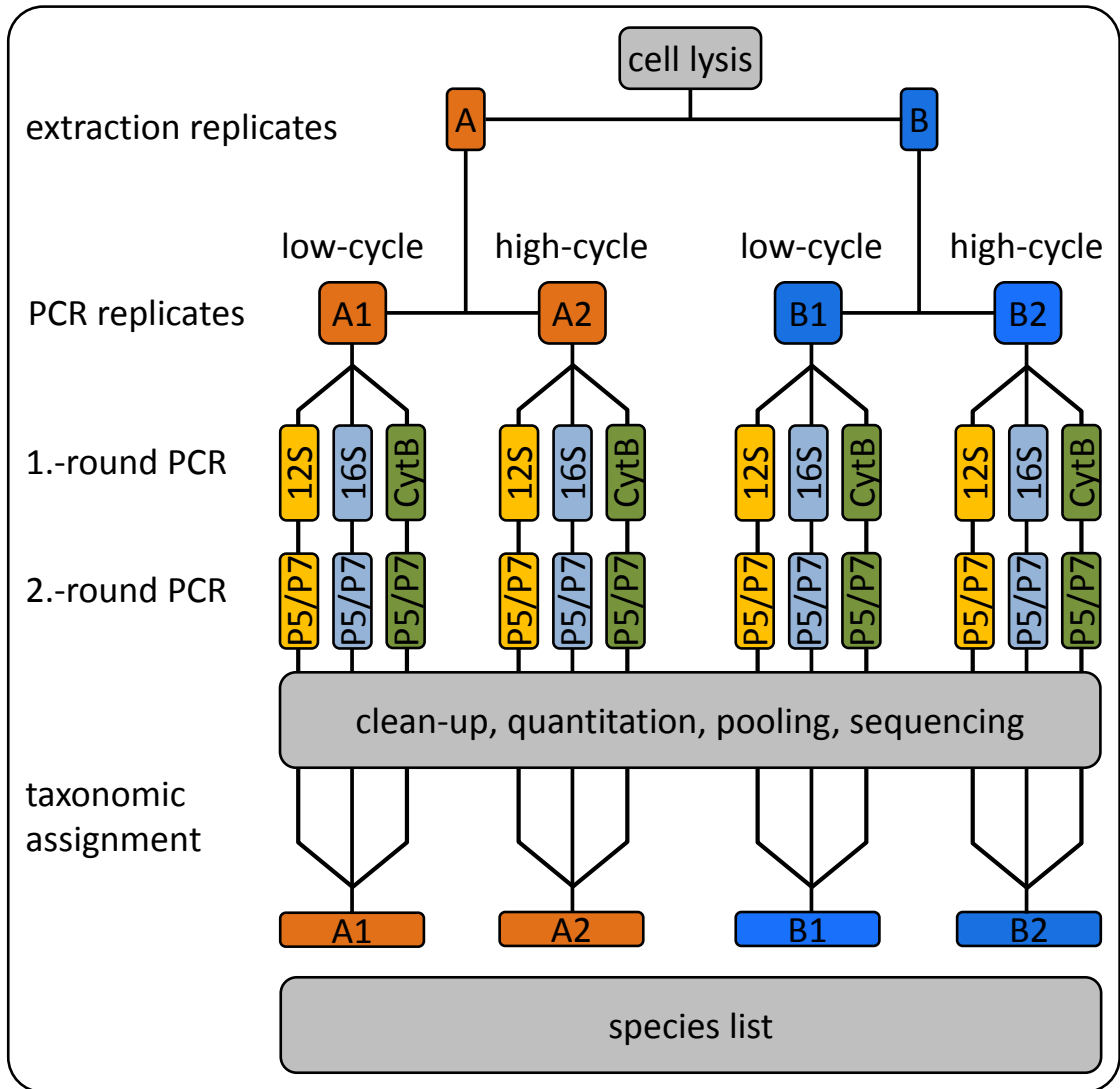 cell lysis
extraction replicates
A
B
low-cycle
high-cycle
low-cycle
high-cycle
PCR replicates
A1
A2
B1
B2
1.-round PCR
12S
16S
CytB
12S
16S
CytB
12S
16S
CytB
12S
16S
CytB
2.-round PCR
P5/P7
P5/P7
P5/P7
P5/P7
P5/P7
P5/P7
P5/P7
P5/P7
P5/P7
P5/P7
P5/P7
P5/P7
clean-up, quantitation, pooling, sequencing
taxonomic
assignment
A1
A2
B1
B2
species list